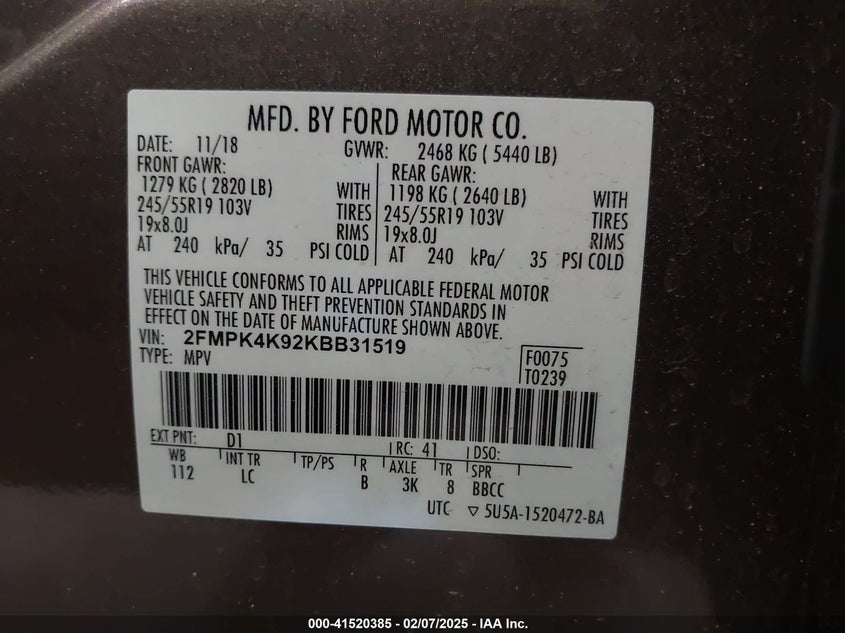 MFD. BY FORD MOTOR CO.
DATE: 11/18 GVWR: 2468 KG ( 5440 LB)
FRONT GAWR: REAR GAWR:
1279 KG ( 2820 LB) WITH 1198 KG ( 2640 LB) WITH
245/55R19 103V TIRES 245/55R19 103V TIRES
19x8.0J RIMS 19x8.0J RIMS
AT 240 kPa/ 35 PSI COLD AT 240 kPa/ 35 PSI COLD
THIS VEHICLE CONFORMS TO ALL APPLICABLE FEDERAL MOTOR
VEHICLE SAFETY AND THEFT PREVENTION STANDARDS IN
EFFECT ON THE DATE OF MANUFACTURE SHOWN ABOVE.
VIN: 2FMPK4K92KBB31519 F0075
TYPE: MPV T0239
EXT PNT: D1 RC: 41 DSO:
WB INT TR TP/PS R AXLE TR SPR
112 LC B 3K 8 BBCC
UTC ▽ 5U5A-1520472-BA
000-41520385 - 02/07/2025 - IAA Inc.